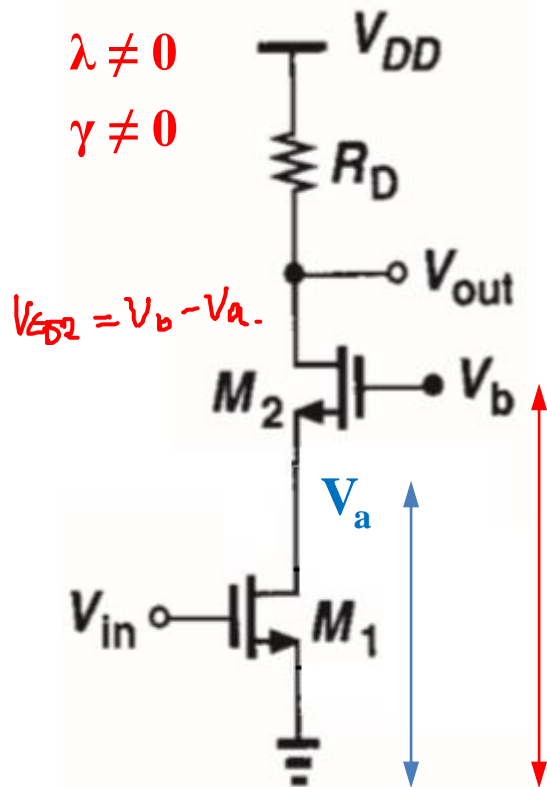 λ ≠ 0
V_DD
γ ≠ 0
R_D
V_out
V_GS2 = V_b - V_a.
M_2
V_b
V_a
V_in
M_1